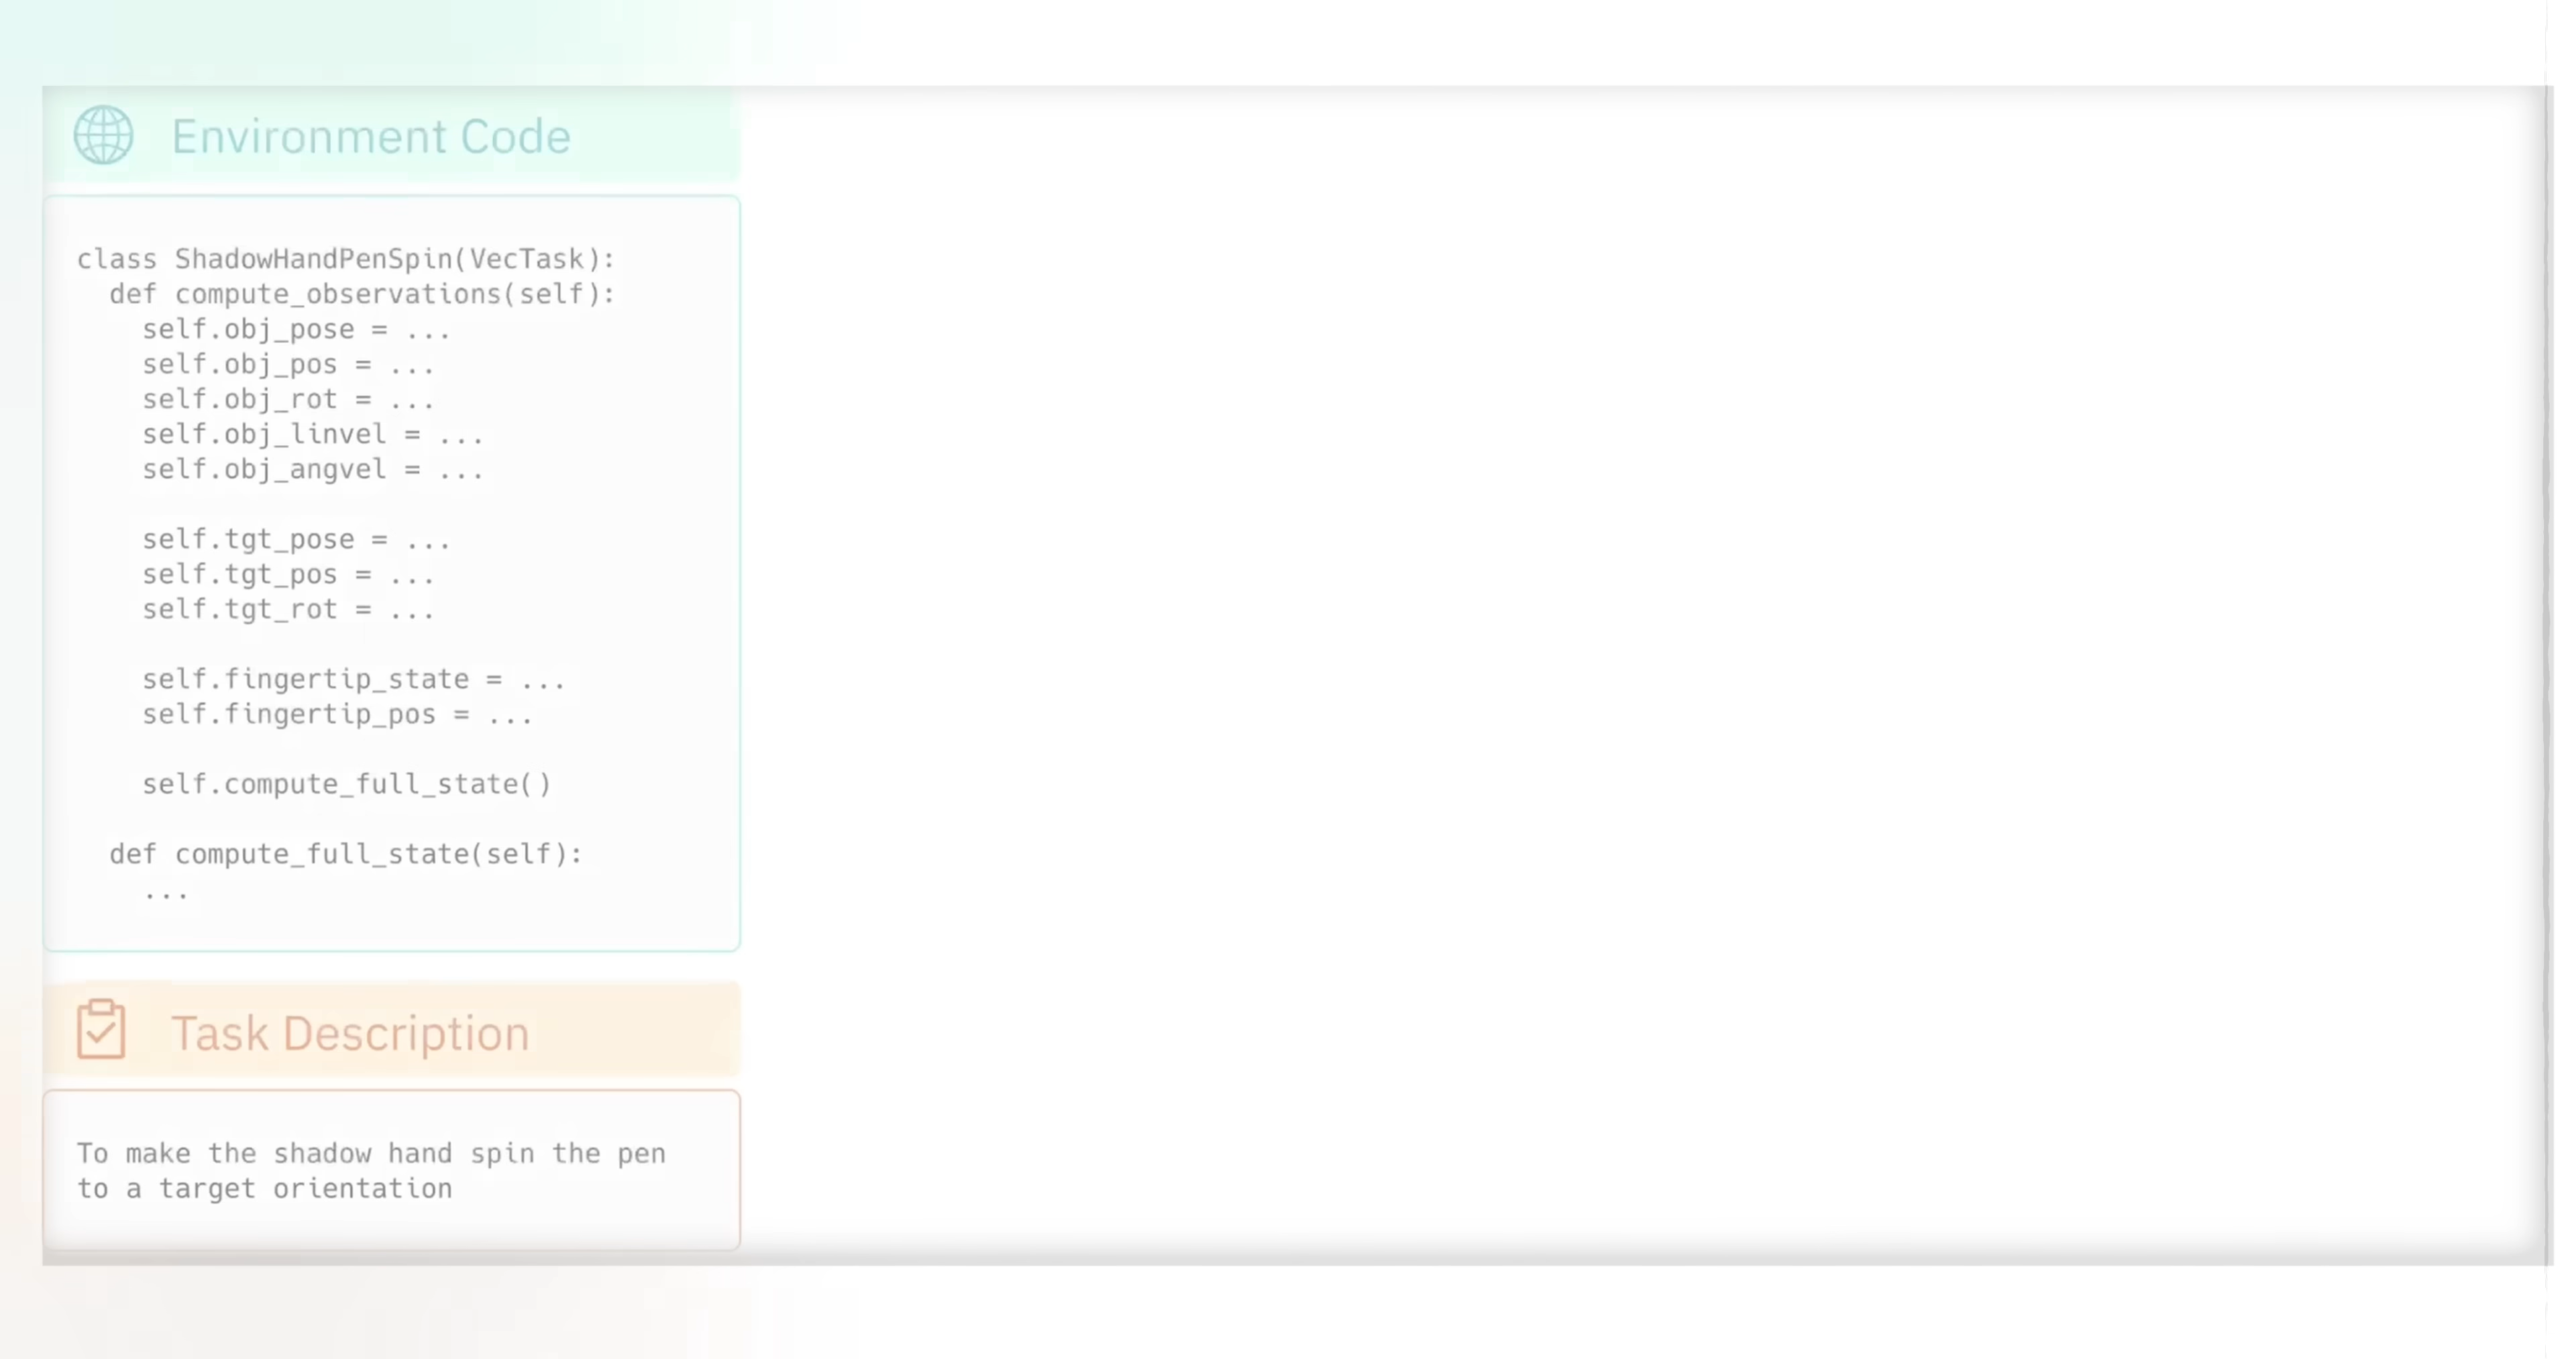 Environment Code
class ShadowHandPenSpin(VecTask):
  def compute_observations(self):
    self.obj_pose = ...
    self.obj_pos = ...
    self.obj_rot = ...
    self.obj_linvel = ...
    self.obj_angvel = ...
    self.tgt_pose = ...
    self.tgt_pos = ...
    self.tgt_rot = ...
    self.fingertip_state = ...
    self.fingertip_pos = ...
    self.compute_full_state()
  def compute_full_state(self):
    ...
Task Description
To make the shadow hand spin the pen
to a target orientation